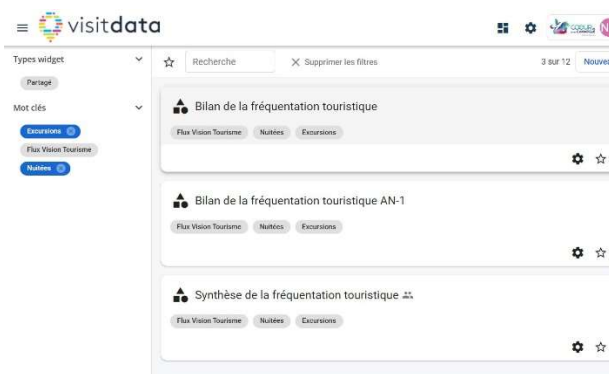 visitdata
Types widget
Partagé
Mot clés
Excursions
Flux Vision Tourisme
Nuitées
Recherche
Supprimer les filtres
3 sur 12
Nouveau
Bilan de la fréquentation touristique
Flux Vision Tourisme Nuitées Excursions
Bilan de la fréquentation touristique AN-1
Flux Vision Tourisme Nuitées Excursions
Synthèse de la fréquentation touristique
Flux Vision Tourisme Nuitées Excursions